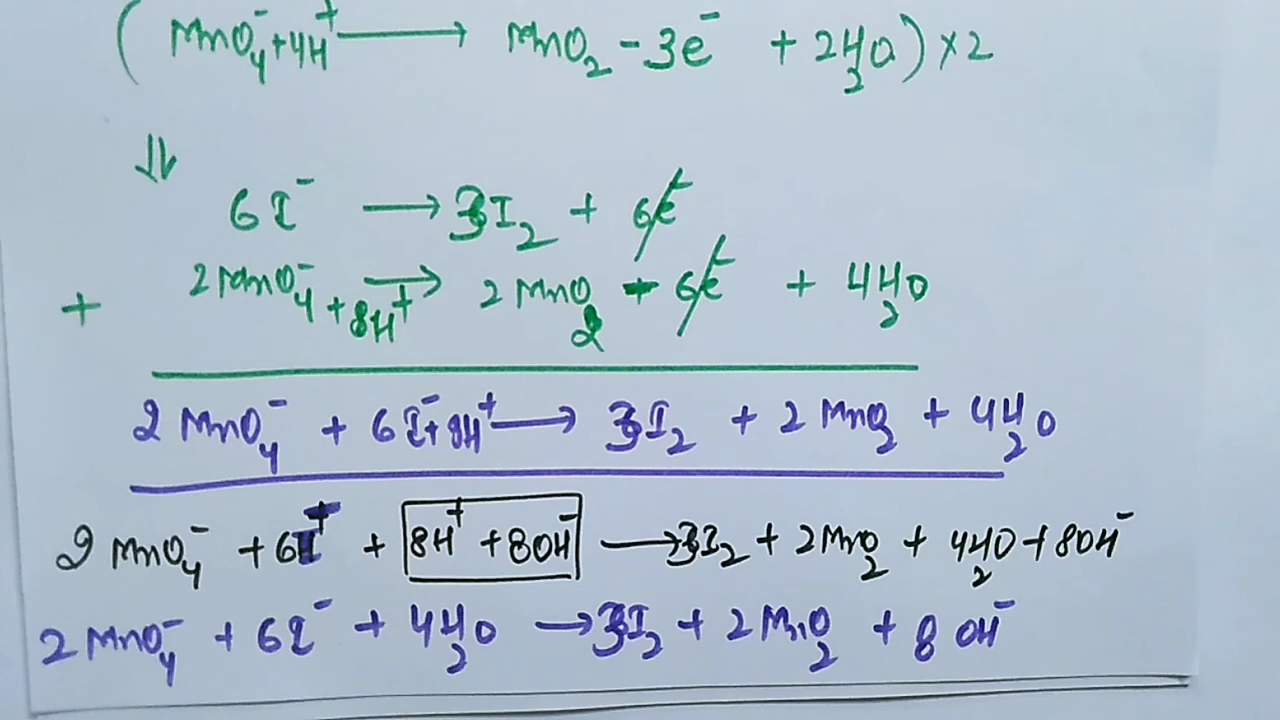 (MnO₄⁻+4H⁺ ⟶ MnO₂ -3e⁻ + 2H₂O)×2
⇓
6I⁻ ⟶ 3I₂ + 6e⁻
+ 2MnO₄⁻ + 8H⁺ ⟶ 2MnO₂ - 6e⁻ + 4H₂O
2MnO₄⁻ + 6I⁻ + 8H⁺ ⟶ 3I₂ + 2MnO₂ + 4H₂O
2MnO₄⁻ + 6I⁻ + 8H⁺ + 8OH⁻ ⟶ 3I₂ + 2MnO₂ + 4H₂O + 8OH⁻
2MnO₄⁻ + 6I⁻ + 4H₂O ⟶ 3I₂ + 2MnO₂ + 8OH⁻